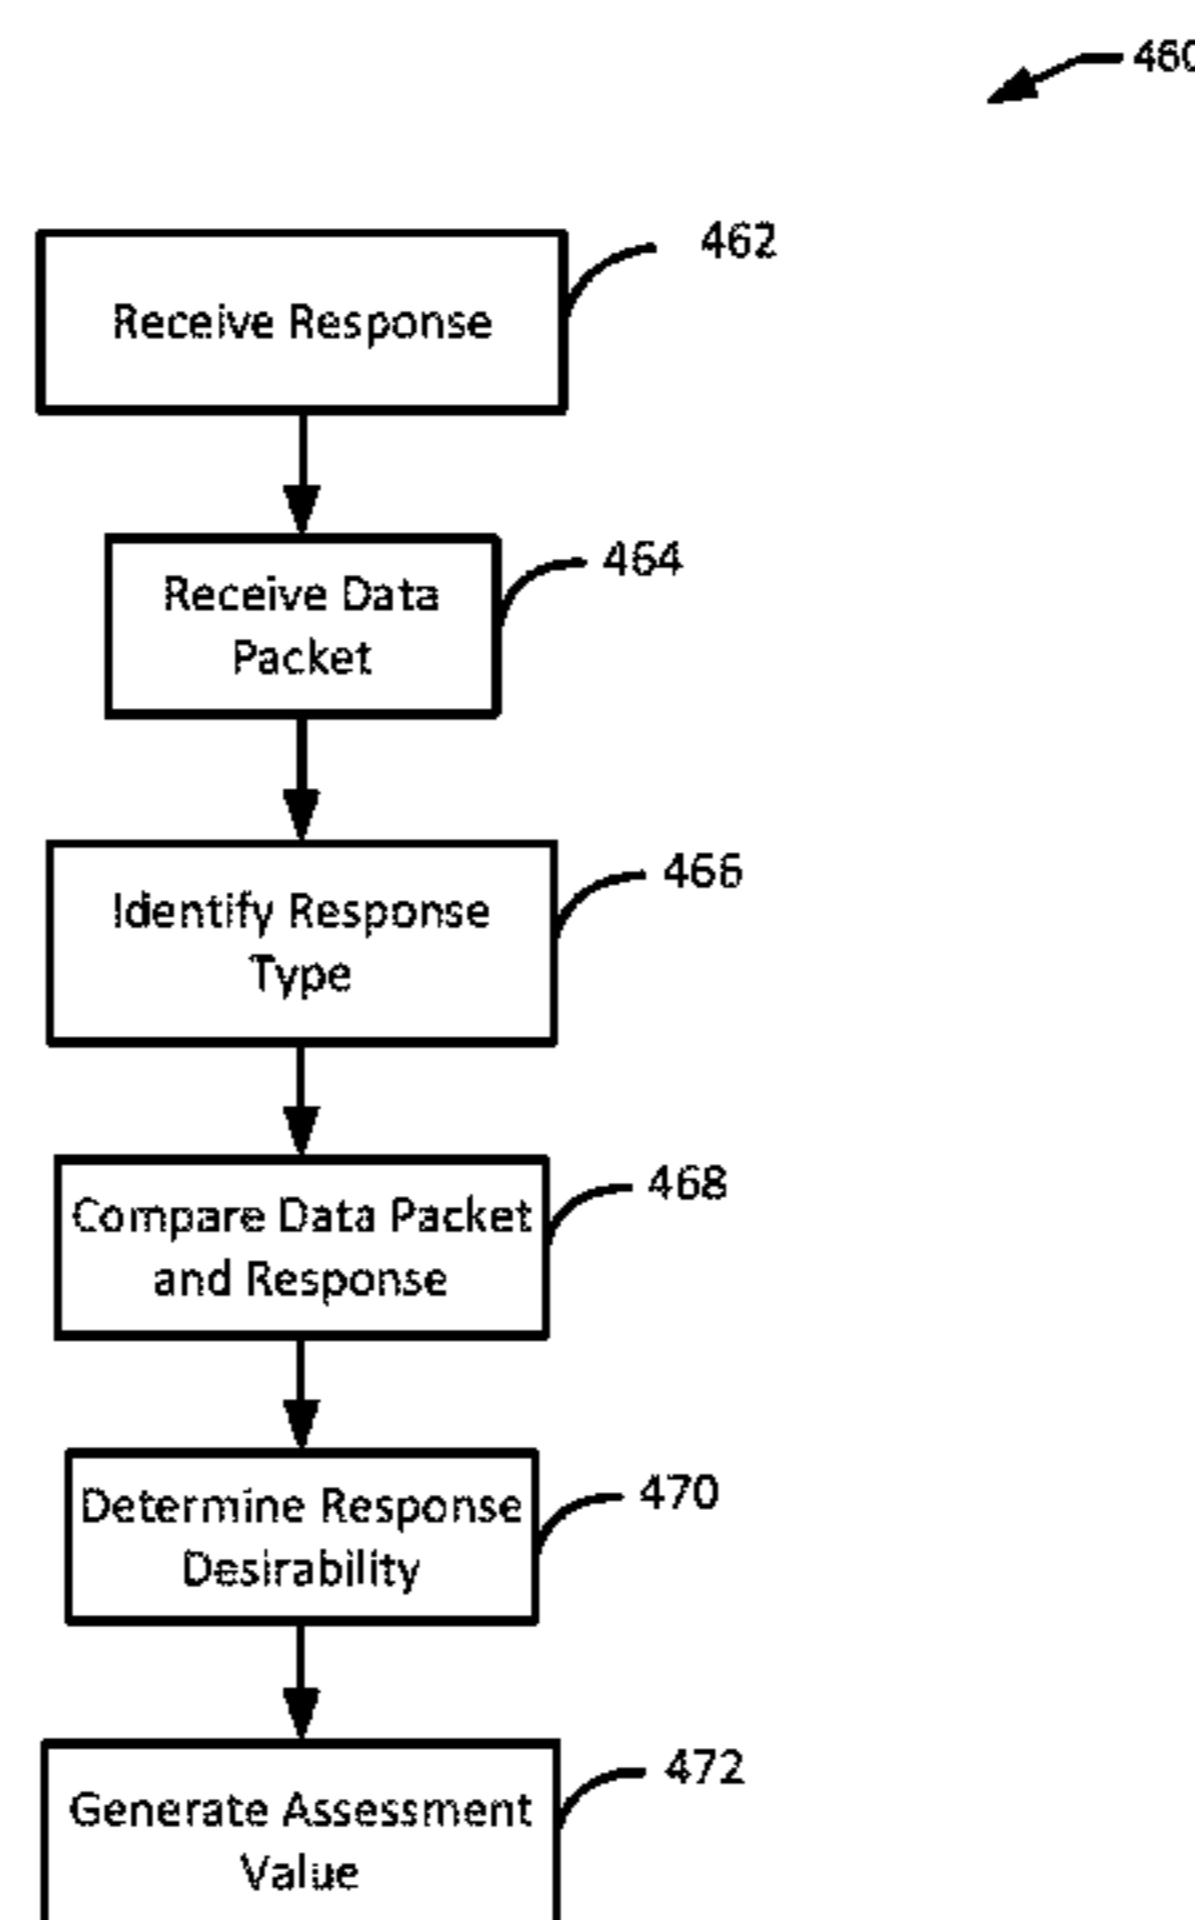 460
462
Receive Response
464
Receive Data
Packet
466
Identify Response
Type
468
Compare Data Packet
and Response
470
Determine Response
Desirability
472
Generate Assessment
Value